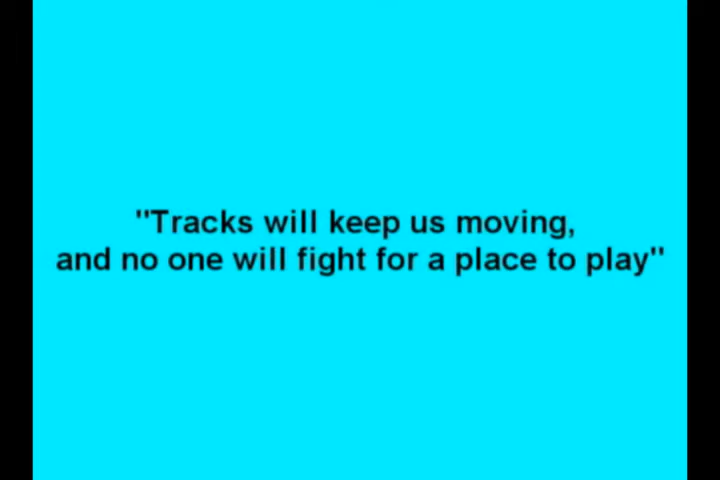 "Tracks will keep us moving,
and no one will fight for a place to play"